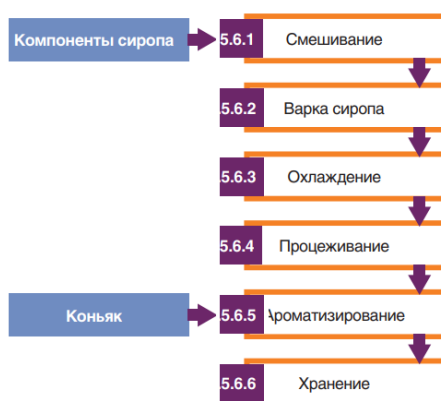 Компоненты сиропа
5.6.1 Смешивание
.5.6.2 Варка сиропа
.5.6.3 Охлаждение
.5.6.4 Процеживание
Коньяк
.5.6.5 Ароматизирование
.5.6.6 Хранение